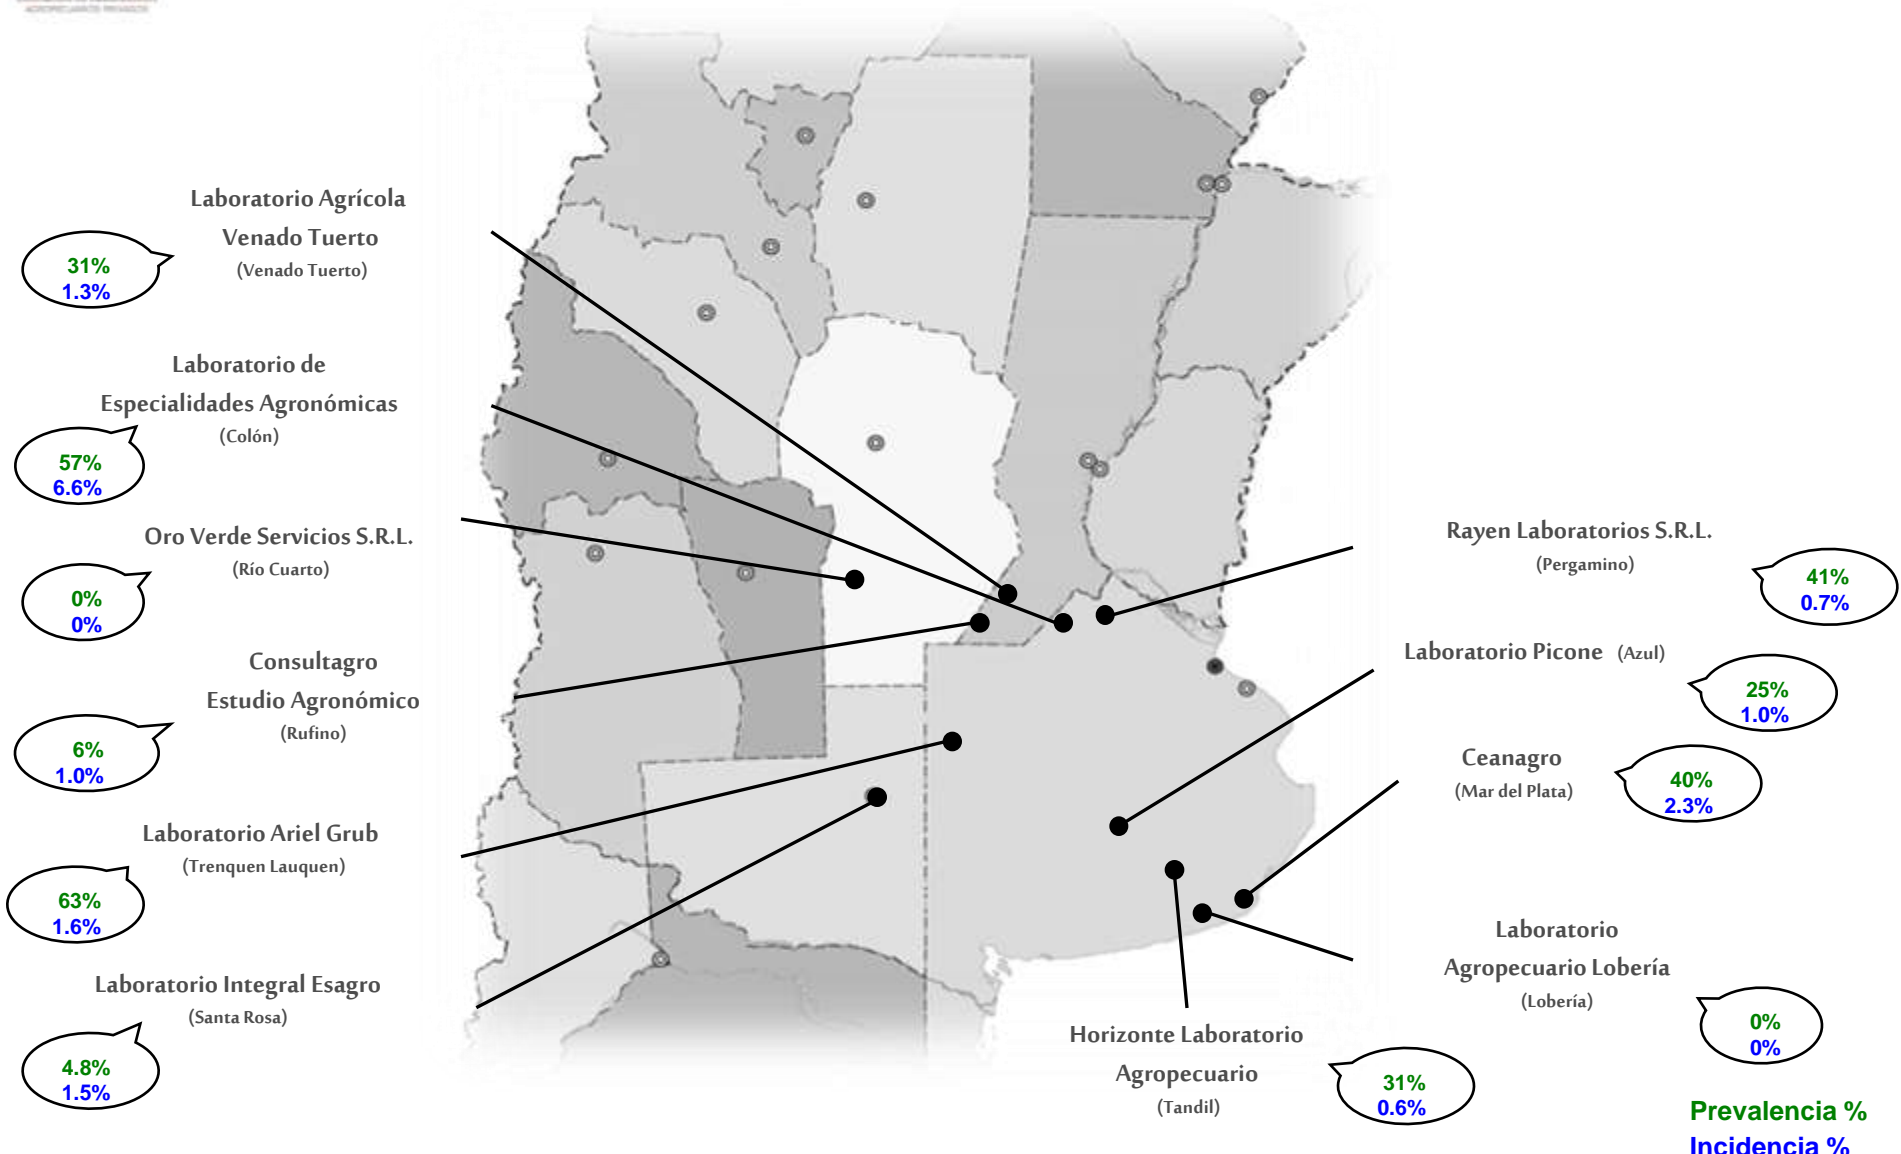 AGROPECUARIOS PRIVADOS
Laboratorio Agrícola
Venado Tuerto
(Venado Tuerto)
31%
1.3%
Laboratorio de
Especialidades Agronómicas
(Colón)
57%
6.6%
Oro Verde Servicios S.R.L.
(Río Cuarto)
0%
0%
Consultagro
Estudio Agronómico
(Rufino)
6%
1.0%
Laboratorio Ariel Grub
(Trenquen Lauquen)
63%
1.6%
Laboratorio Integral Esagro
(Santa Rosa)
4.8%
1.5%
Rayen Laboratorios S.R.L.
(Pergamino)
41%
0.7%
Laboratorio Picone (Azul)
25%
1.0%
Ceanagro
(Mar del Plata)
40%
2.3%
Laboratorio
Agropecuario Lobería
(Lobería)
0%
0%
Horizonte Laboratorio
Agropecuario
(Tandil)
31%
0.6%
Prevalencia %
Incidencia %